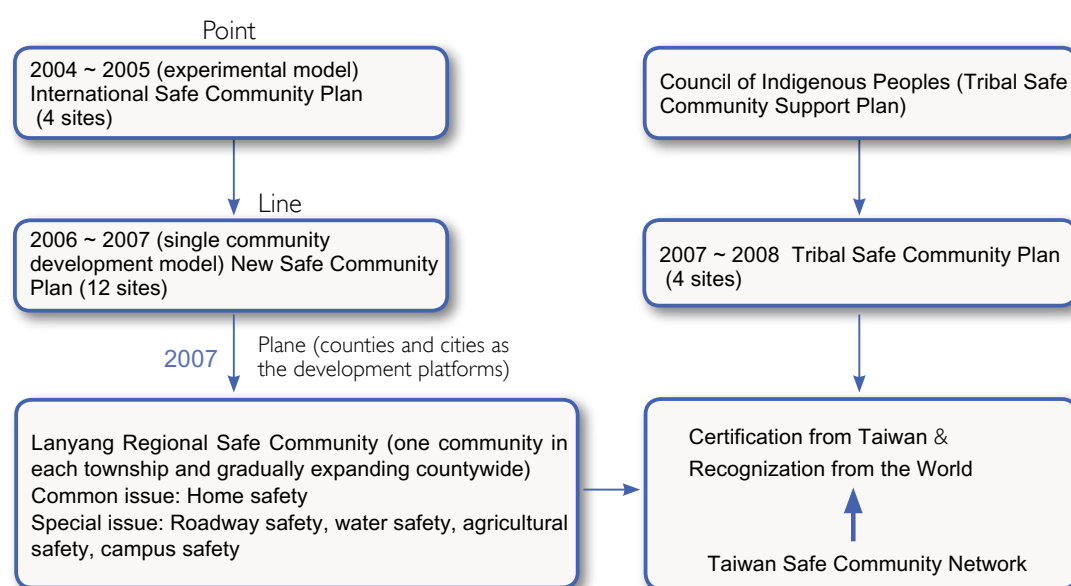 Point
2004 ~ 2005 (experimental model)
International Safe Community Plan
(4 sites)
Line
2006 ~ 2007 (single community
development model) New Safe Community
Plan (12 sites)
2007
Plane (counties and cities as
the development platforms)
Lanyang Regional Safe Community (one community in
each township and gradually expanding countywide)
Common issue: Home safety
Special issue: Roadway safety, water safety, agricultural
safety, campus safety
Council of Indigenous Peoples (Tribal Safe
Community Support Plan)
2007 ~ 2008 Tribal Safe Community Plan
(4 sites)
Certification from Taiwan &
Recognization from the World
Taiwan Safe Community Network